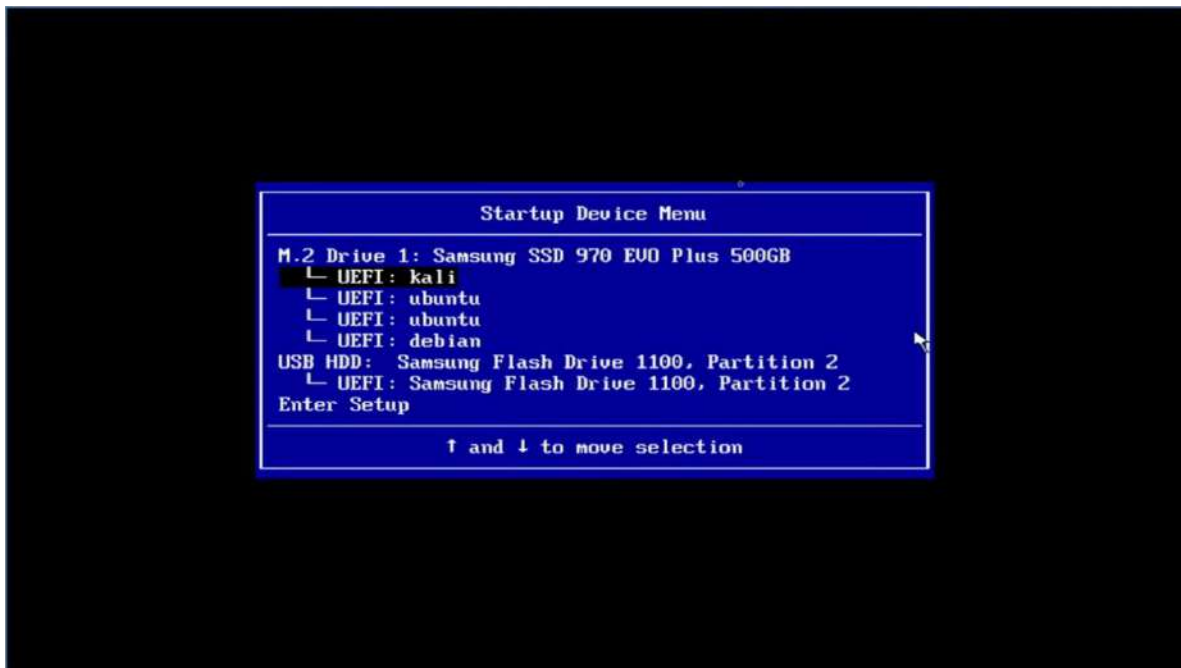 Startup Device Menu
M.2 Drive 1: Samsung SSD 970 EVO Plus 500GB
UEFI: kali
UEFI: ubuntu
UEFI: ubuntu
UEFI: debian
USB HDD: Samsung Flash Drive 1100, Partition 2
UEFI: Samsung Flash Drive 1100, Partition 2
Enter Setup
↑ and ↓ to move selection